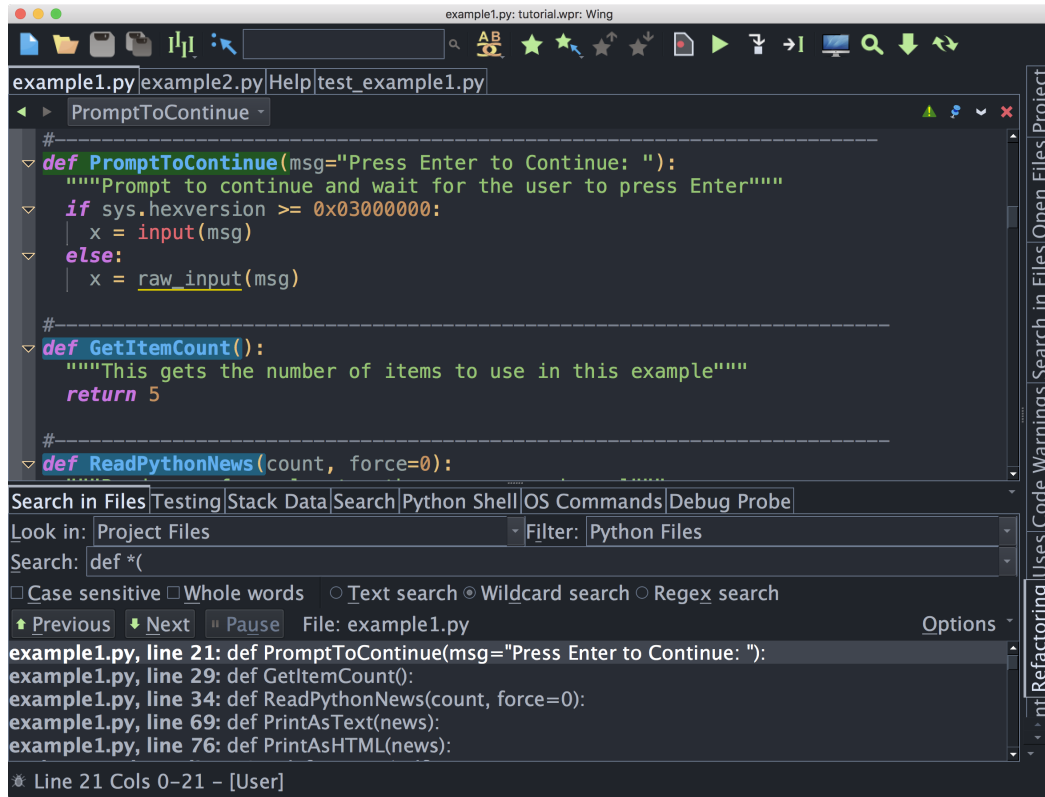 example1.py: tutorial.wpr: Wing
AB
example1.py example2.py Help test_example1.py
PromptToContinue
#----------------------------------------------------------------------
def PromptToContinue(msg="Press Enter to Continue: "):
"""Prompt to continue and wait for the user to press Enter"""
if sys.hexversion >= 0x03000000:
x = input(msg)
else:
x = raw_input(msg)
#-----------------------------------------------------------------------
def GetItemCount():
"""This gets the number of items to use in this example"""
return 5
#-----------------------------------------------------------------------
def ReadPythonNews(count, force=0):
Search in Files Testing Stack Data Search Python Shell OS Commands Debug Probe
Look in: Project Files Filter: Python Files
Search: def *(
Case sensitive Whole words Text search Wildcard search Regex search
Previous Next Pause File: example1.py Options
example1.py, line 21: def PromptToContinue(msg="Press Enter to Continue: "):
example1.py, line 29: def GetItemCount():
example1.py, line 34: def ReadPythonNews(count, force=0):
example1.py, line 69: def PrintAsText(news):
example1.py, line 76: def PrintAsHTML(news):
Line 21 Cols 0-21 - [User]
Project
Open Files
Search in Files
Code Warnings
Uses
Refactoring